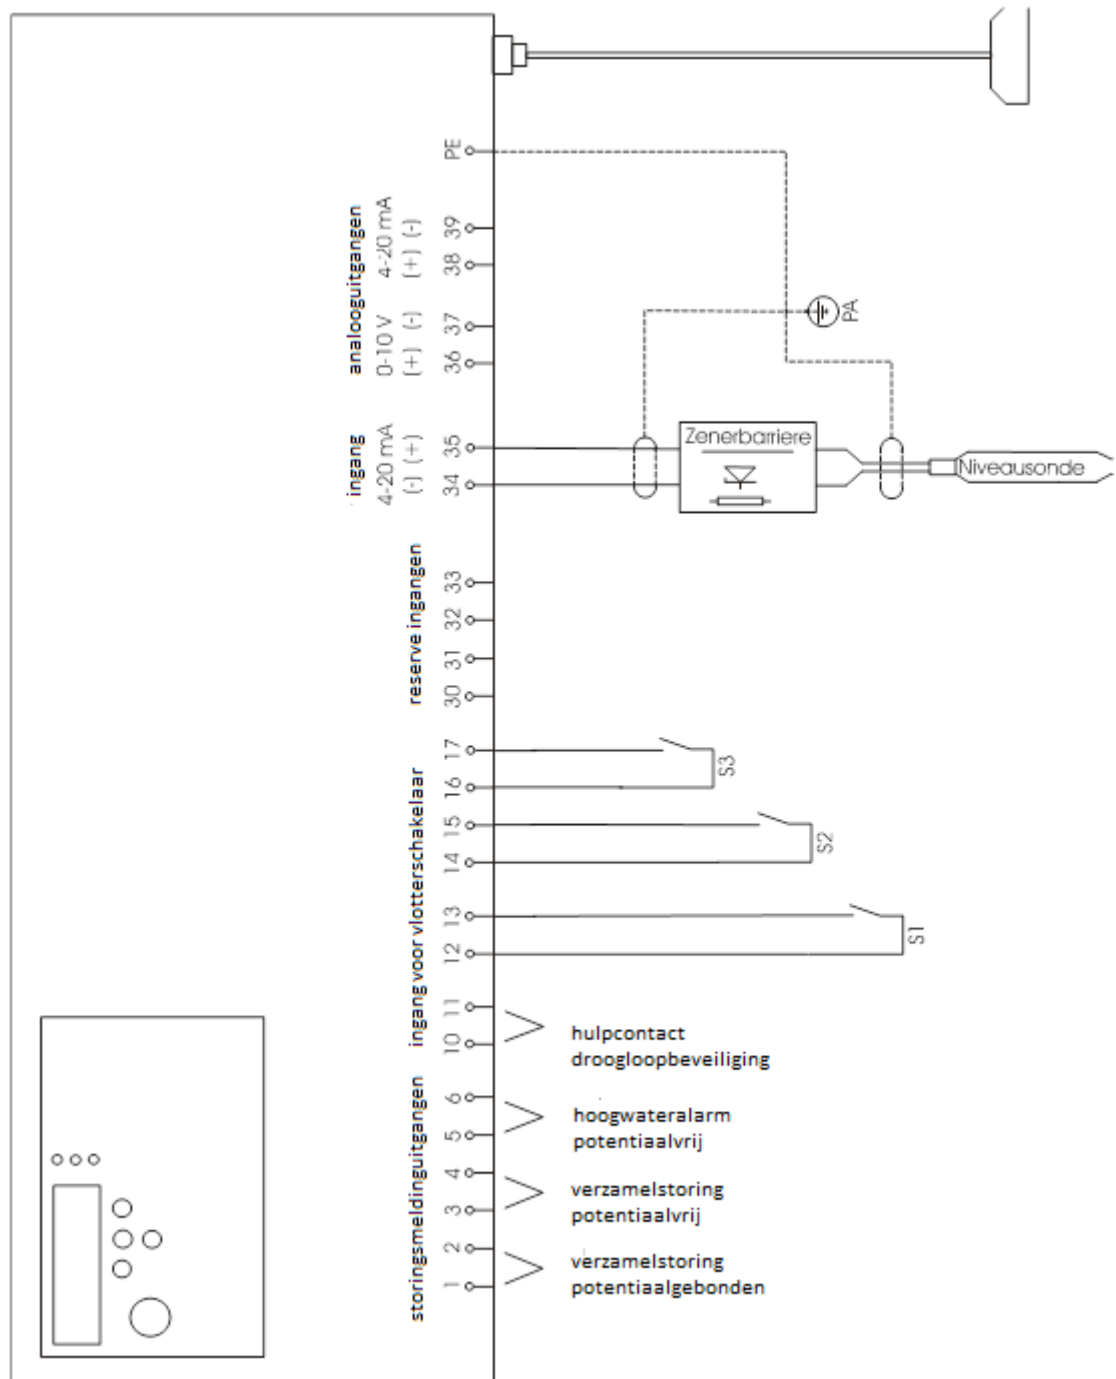 PE
analooguitgangen
4-20 mA
(+) (-)
39
38
0-10 V
(+) (-)
37
36
PA
ingang
4-20 mA
(-) (+)
35
34
Zenerbarriere
Niveausonde
reserve ingangen
33
32
31
30
ingang voor vlotterschakelaar
17
16
S3
15
14
S2
13
12
S1
11
10
hulpcontact
droogloopbeveiliging
storingsmeldinguitgangen
6
5
hoogwateralarm
potentiaalvrij
4
3
verzamelstoring
potentiaalvrij
2
1
verzamelstoring
potentiaalgebonden